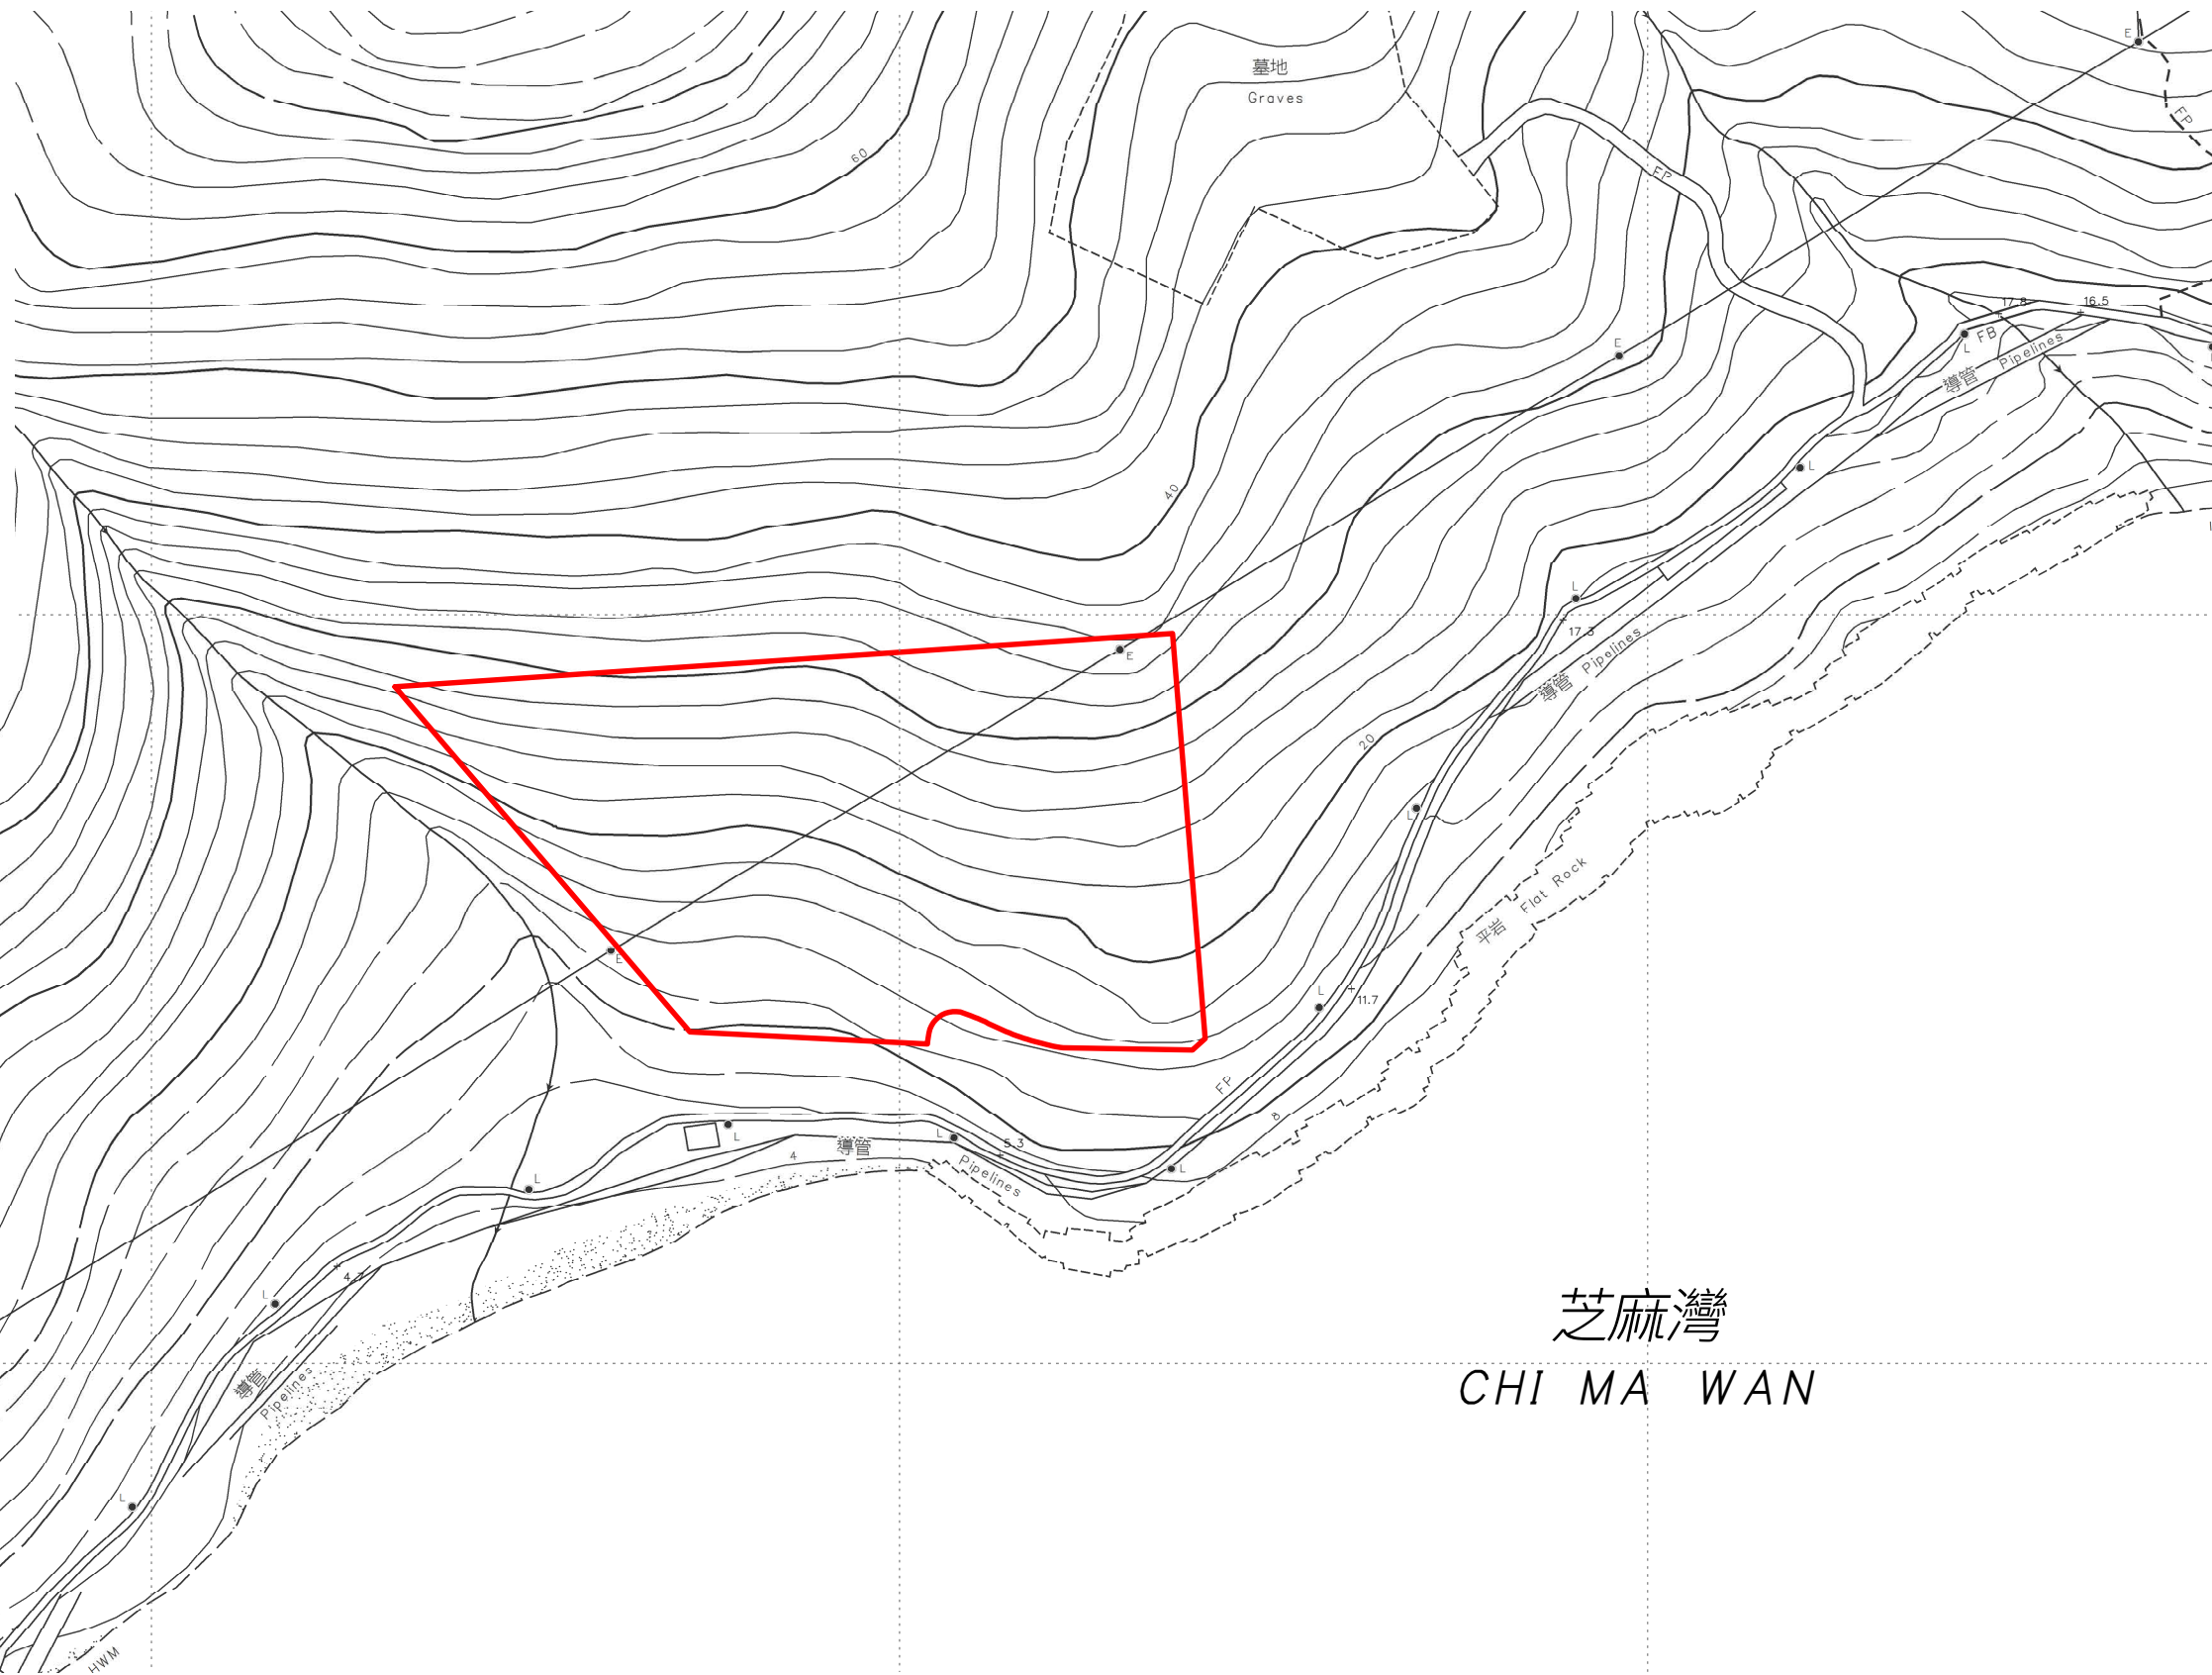 E
墓地
Graves
FP
FP
60
17.8
16.5
E
L
FB
導管 Pipelines
L
40
L
17.3
E
導管 Pipelines
20
L
平岩 Flat Rock
E
L
11.7
FP
8
L
L
導管
5.3
4
Pipelines
L
L
4.7
L
芝麻灣
CHI MA WAN
導管
Pipelines
L
HWM